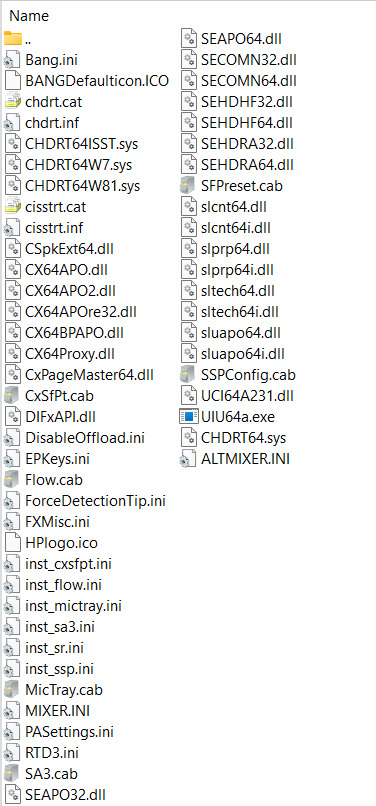 Name
..
Bang.ini
BANGDefaulticon.ICO
chdrt.cat
chdrt.inf
CHDRT64ISST.sys
CHDRT64W7.sys
CHDRT64W81.sys
cisstrt.cat
cisstrt.inf
CSpkExt64.dll
CX64APO.dll
CX64APO2.dll
CX64APOre32.dll
CX64BPAPO.dll
CX64Proxy.dll
CxPageMaster64.dll
CxSfPt.cab
DIFxAPI.dll
DisableOffload.ini
EPKeys.ini
Flow.cab
ForceDetectionTip.ini
FXMisc.ini
HPlogo.ico
inst_cxsfpt.ini
inst_flow.ini
inst_mictray.ini
inst_sa3.ini
inst_sr.ini
inst_ssp.ini
MicTray.cab
MIXER.INI
PASettings.ini
RTD3.ini
SA3.cab
SEAPO32.dll
SEAPO64.dll
SECOMN32.dll
SECOMN64.dll
SEHDHF32.dll
SEHDHF64.dll
SEHDRA32.dll
SEHDRA64.dll
SFPreset.cab
slcnt64.dll
slcnt64i.dll
slprp64.dll
slprp64i.dll
sltech64.dll
sltech64i.dll
sluapo64.dll
sluapo64i.dll
SSPConfig.cab
UCI64A231.dll
UIU64a.exe
CHDRT64.sys
ALTMIXER.INI